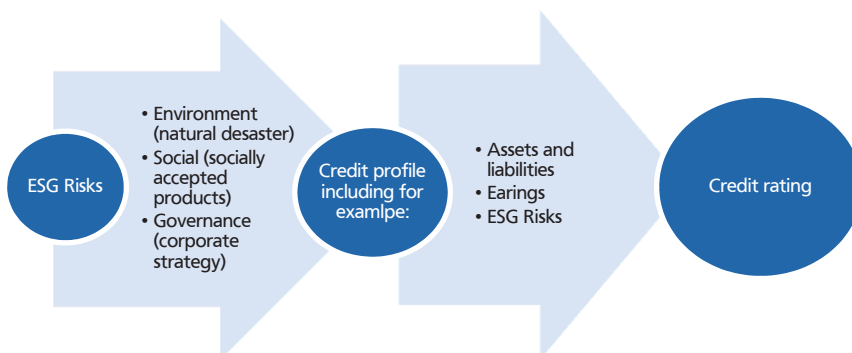 ESG Risks
• Environment
(natural desaster)
• Social (socially
accepted
products)
• Governance
(corporate
strategy)
Credit profile
including for
examlpe:
• Assets and
liabilities
• Earings
• ESG Risks
Credit rating